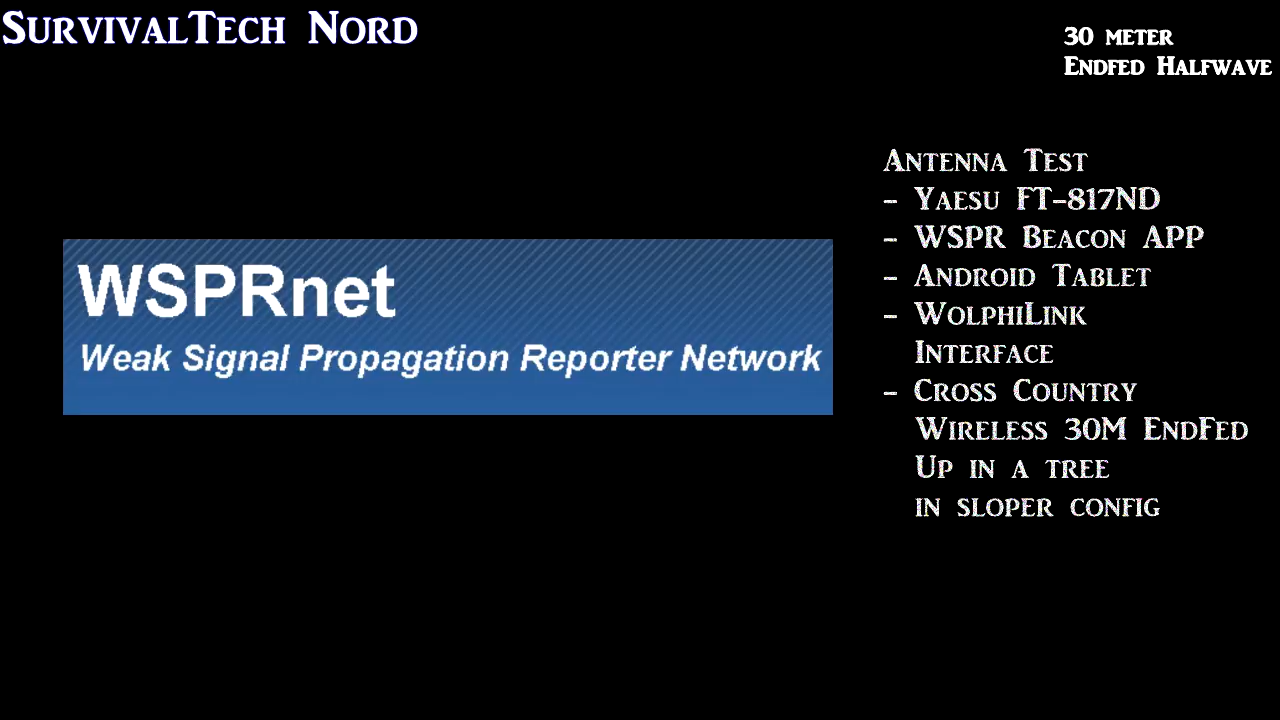 SurvivalTech Nord
30 meter
Endfed Halfwave
WSPRnet
Weak Signal Propagation Reporter Network
Antenna Test
- Yaesu FT-817ND
- WSPR Beacon APP
- Android Tablet
- WolphiLink
Interface
- Cross Country
Wireless 30M EndFed
Up in a tree
in sloper config